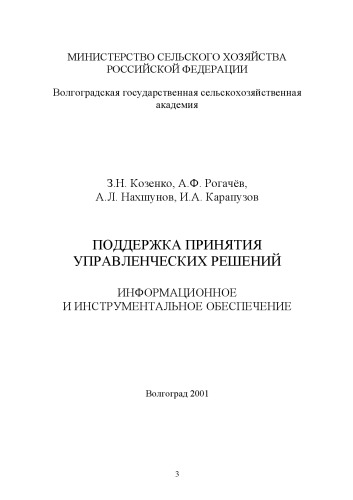 МИНИСТЕРСТВО СЕЛЬСКОГО ХОЗЯЙСТВА
РОССИЙСКОЙ ФЕДЕРАЦИИ
Волгоградская государственная сельскохозяйственная
академия
З.Н. Козенко, А.Ф. Рогачёв,
А.Л. Нахшунов, И.А. Карапузов
ПОДДЕРЖКА ПРИНЯТИЯ
УПРАВЛЕНЧЕСКИХ РЕШЕНИЙ
ИНФОРМАЦИОННОЕ
И ИНСТРУМЕНТАЛЬНОЕ ОБЕСПЕЧЕНИЕ
Волгоград 2001
3